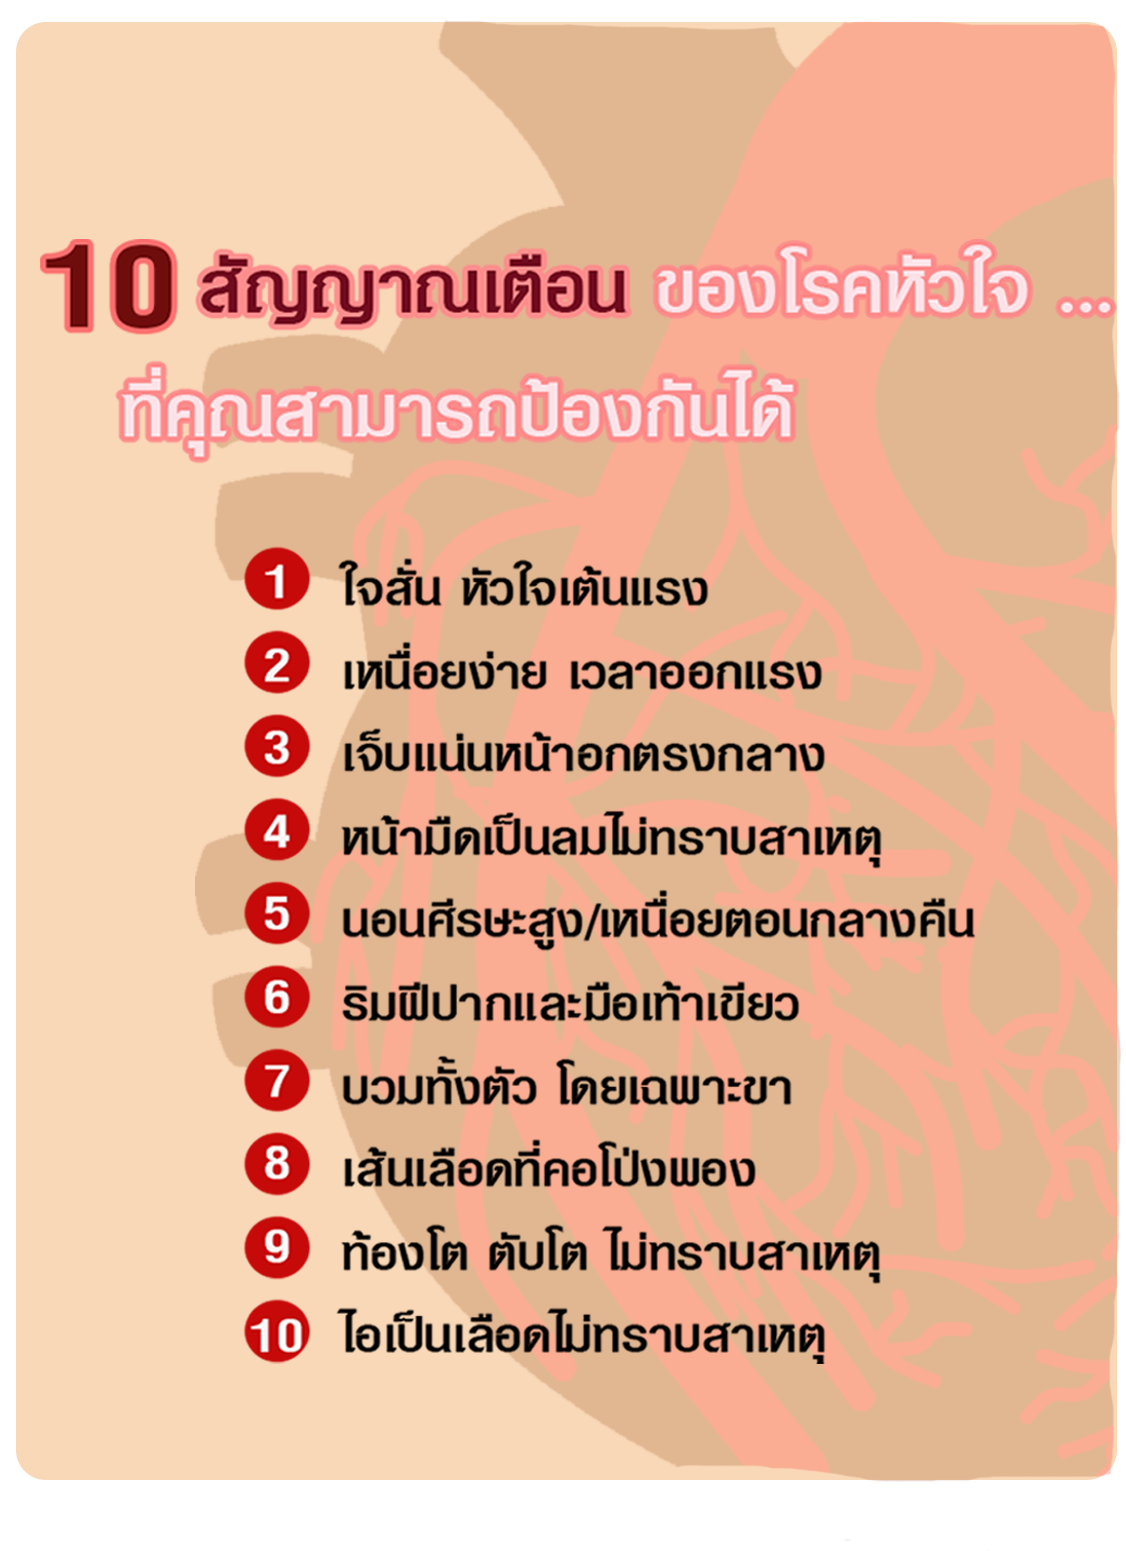 10 สัญญาณเตือน ของโรคหัวใจ ...
ที่คุณสามารถป้องกันได้
1 ใจสั่น หัวใจเต้นแรง
2 เหนื่อยง่าย เวลาออกแรง
3 เจ็บแน่นหน้าอกตรงกลาง
4 หน้ามืดเป็นลมไม่ทราบสาเหตุ
5 นอนศีรษะสูง/เหนื่อยตอนกลางคืน
6 ริมฝีปากและมือเท้าเขียว
7 บวมทั้งตัว โดยเฉพาะขา
8 เส้นเลือดที่คอโป่งพอง
9 ท้องโต ตับโต ไม่ทราบสาเหตุ
10 ไอเป็นเลือดไม่ทราบสาเหตุ